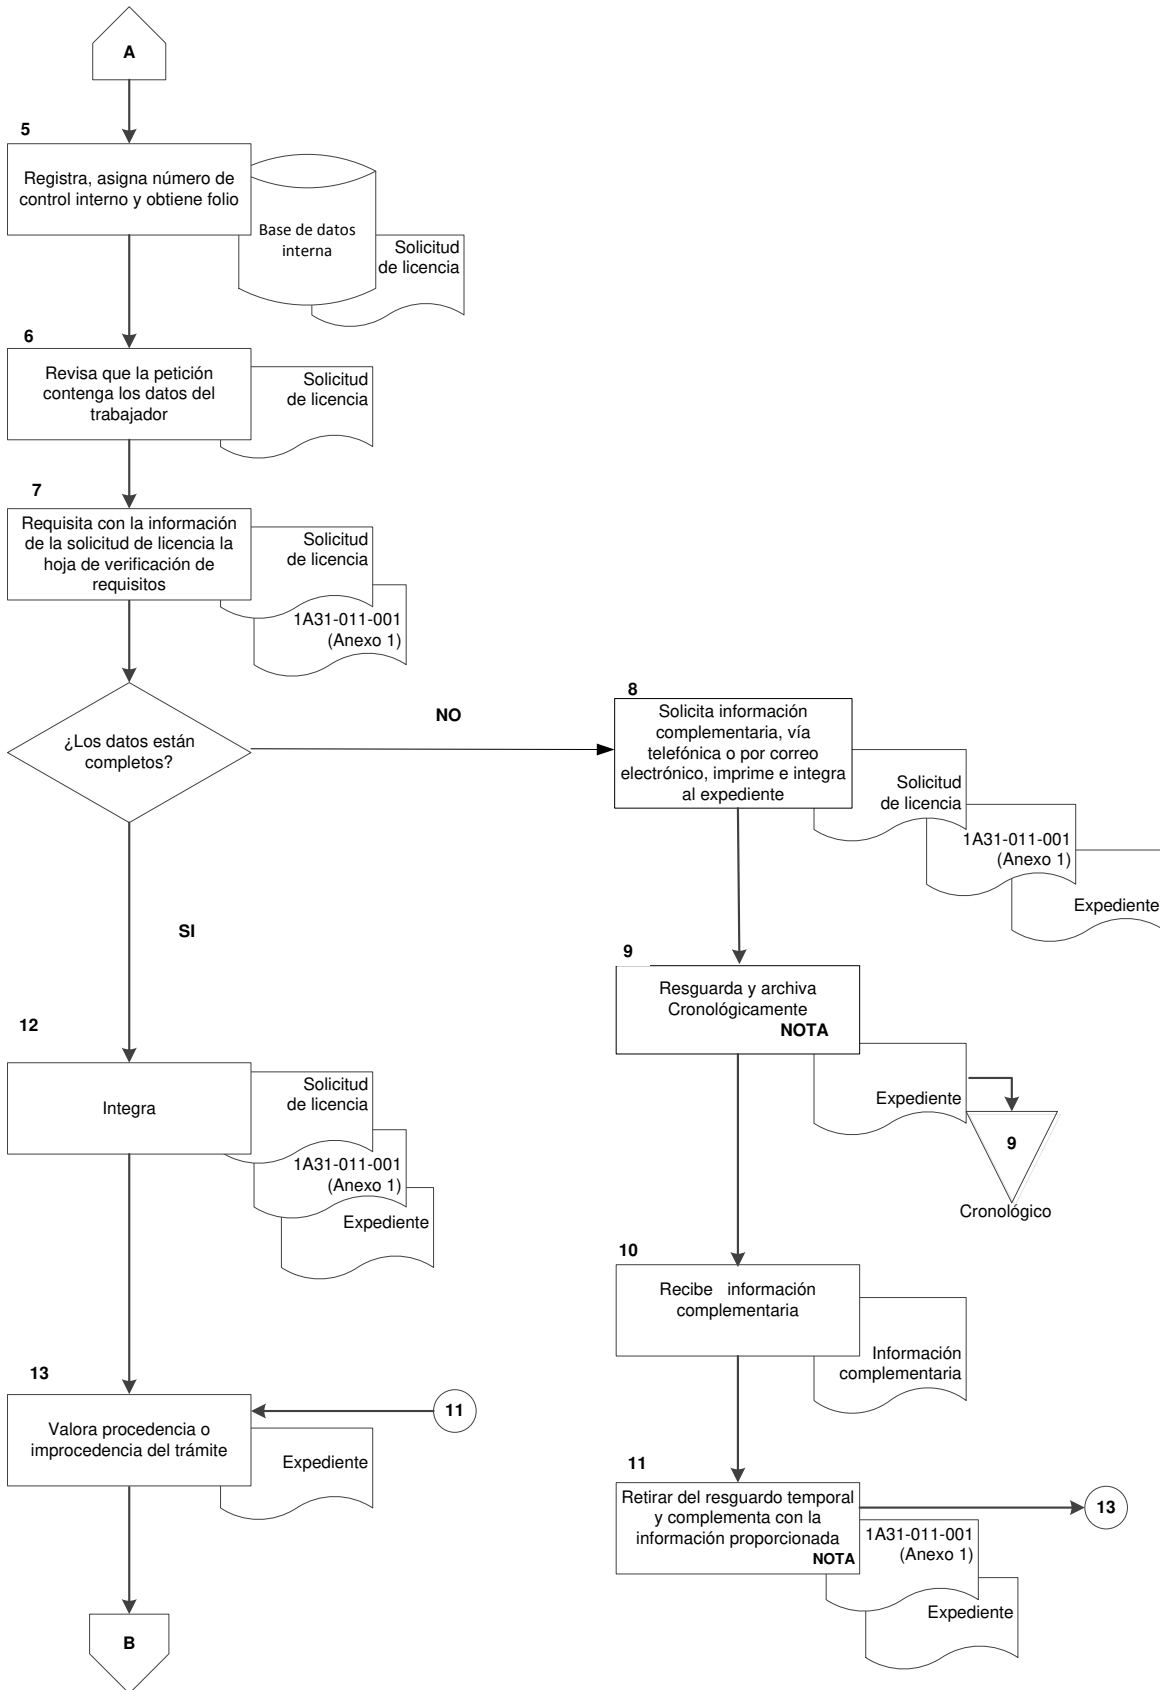 A
5
Registra, asigna número de
control interno y obtiene folio
Base de datos
interna
Solicitud
de licencia
6
Revisa que la petición
contenga los datos del
trabajador
Solicitud
de licencia
7
Requisita con la información
de la solicitud de licencia la
hoja de verificación de
requisitos
Solicitud
de licencia
1A31-011-001
(Anexo 1)
¿Los datos están
completos?
NO
8
Solicita información
complementaria, vía
telefónica o por correo
electrónico, imprime e integra
al expediente
Solicitud
de licencia
1A31-011-001
(Anexo 1)
Expediente
SI
9
Resguarda y archiva
Cronológicamente
NOTA
Expediente
9
Cronológico
12
Integra
Solicitud
de licencia
1A31-011-001
(Anexo 1)
Expediente
10
Recibe información
complementaria
Información
complementaria
13
Valora procedencia o
improcedencia del trámite
11
Expediente
11
Retirar del resguardo temporal
y complementa con la
información proporcionada
NOTA
13
1A31-011-001
(Anexo 1)
Expediente
B